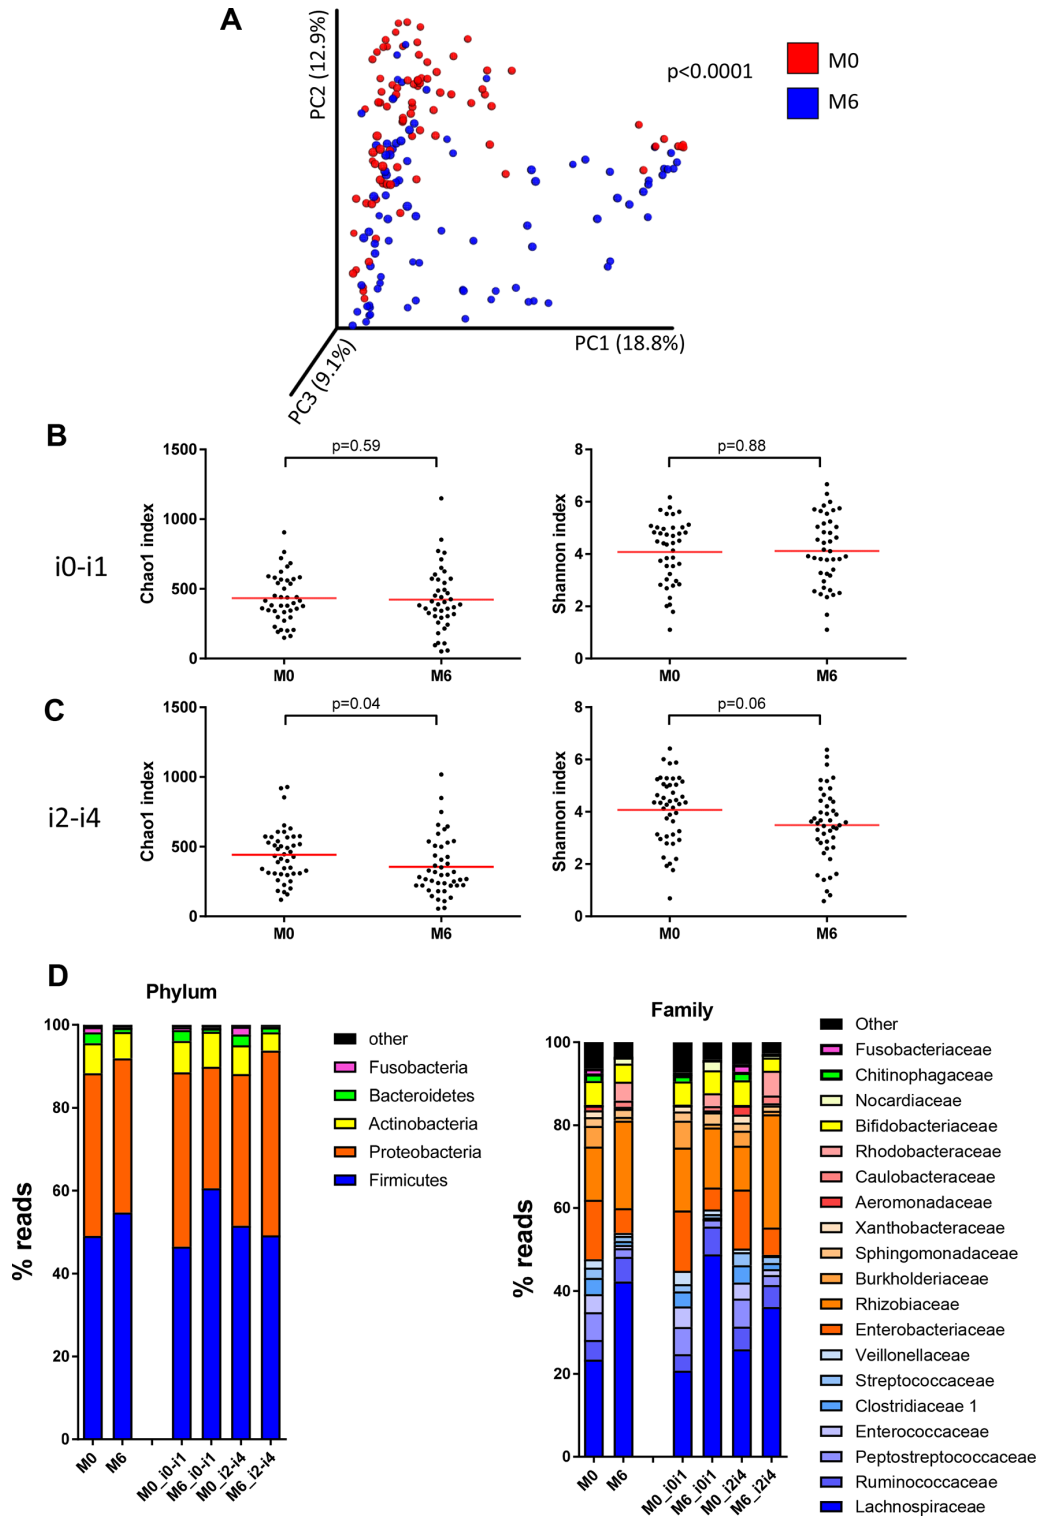 A
PC2 (12.9%)
p<0.0001
M0
M6
PC1 (18.8%)
PC3 (9.1%)
B
i0-i1
Chao1 index
1500
1000
500
0
p=0.59
M0
M6
Shannon index
8
6
4
2
0
p=0.88
M0
M6
C
i2-i4
Chao1 index
1500
1000
500
0
p=0.04
M0
M6
Shannon index
8
6
4
2
0
p=0.06
M0
M6
D
Phylum
% reads
100
80
60
40
20
0
M0
M6
M0_i0-i1
M6_i0-i1
M0_i2-i4
M6_i2-i4
other
Fusobacteria
Bacteroidetes
Actinobacteria
Proteobacteria
Firmicutes
Family
% reads
100
80
60
40
20
0
M0
M6
M0_i0i1
M6_i0i1
M0_i2i4
M6_i2i4
Other
Fusobacteriaceae
Chitinophagaceae
Nocardiaceae
Bifidobacteriaceae
Rhodobacteraceae
Caulobacteraceae
Aeromonadaceae
Xanthobacteraceae
Sphingomonadaceae
Burkholderiaceae
Rhizobiaceae
Enterobacteriaceae
Veillonellaceae
Streptococcaceae
Clostridiaceae 1
Enterococcaceae
Peptostreptococcaceae
Ruminococcaceae
Lachnospiraceae